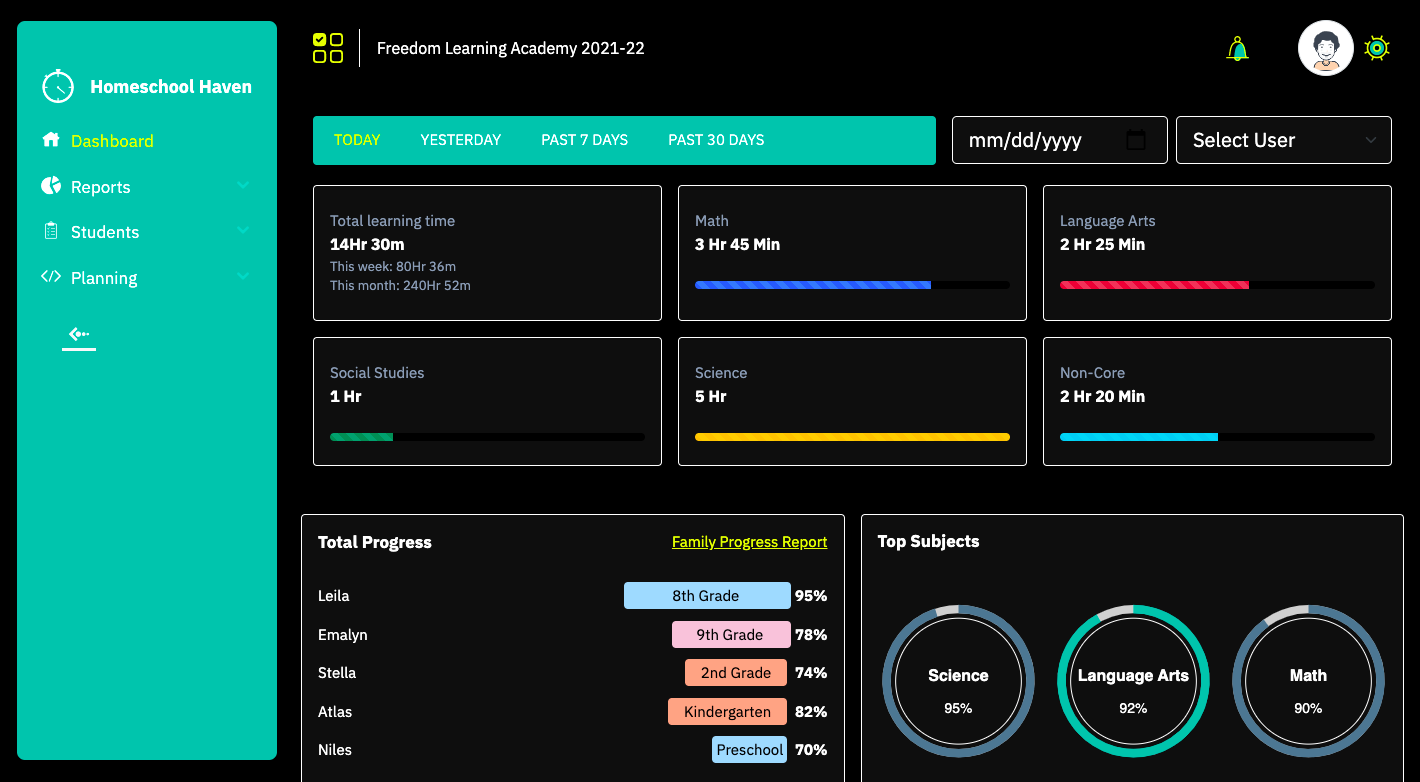 Homeschool Haven
Dashboard
Reports
Students
Planning
Freedom Learning Academy 2021-22
TODAY YESTERDAY PAST 7 DAYS PAST 30 DAYS
mm/dd/yyyy
Select User
Total learning time
14Hr 30m
This week: 80Hr 36m
This month: 240Hr 52m
Math
3 Hr 45 Min
Language Arts
2 Hr 25 Min
Social Studies
1 Hr
Science
5 Hr
Non-Core
2 Hr 20 Min
Total Progress Family Progress Report
Leila 8th Grade 95%
Emalyn 9th Grade 78%
Stella 2nd Grade 74%
Atlas Kindergarten 82%
Niles Preschool 70%
Top Subjects
Science
95%
Language Arts
92%
Math
90%